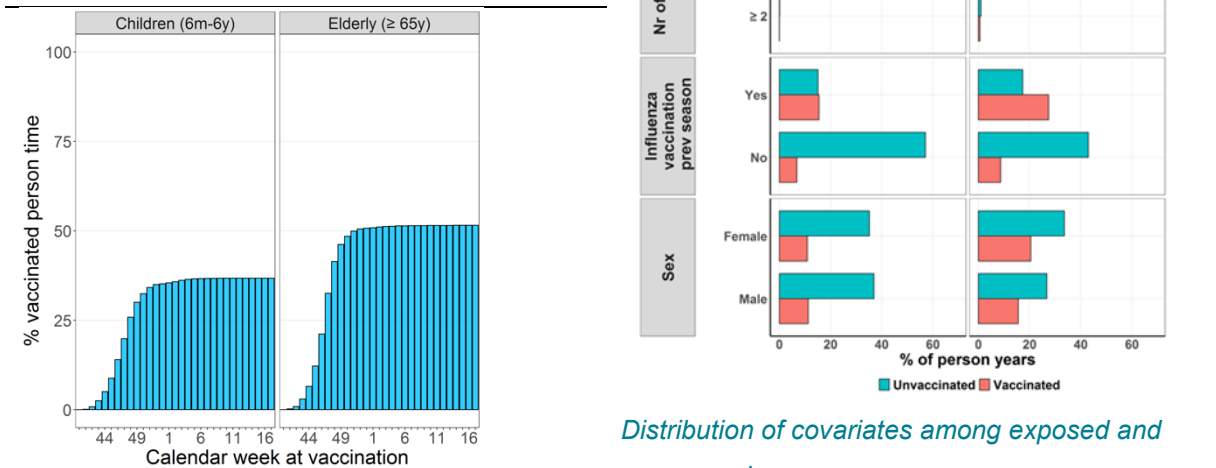 Children (6m-6y)
Elderly (≥ 65y)
% vaccinated person time
100
75
50
25
0
44 49 1 6 11 16
44 49 1 6 11 16
Calendar week at vaccination
Nr of
≥ 2
Influenza
vaccination
prev season
Yes
No
Sex
Female
Male
0 20 40 60
0 20 40 60
% of person years
Unvaccinated Vaccinated
Distribution of covariates among exposed and